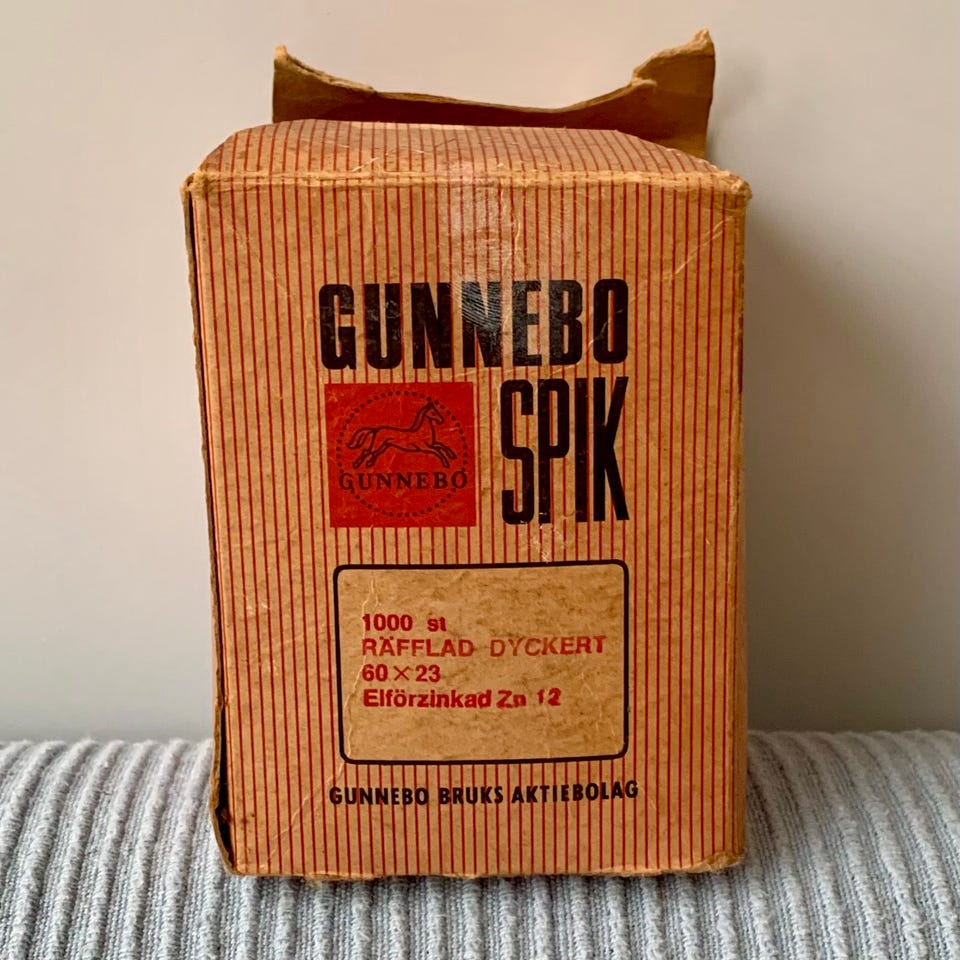 GUNNEBO
SPIK
GUNNEBO
1000 st
RÄFFLAD DYCKERT
60×23
Elförzinkad Zn 12
GUNNEBO BRUKS AKTIEBOLAG